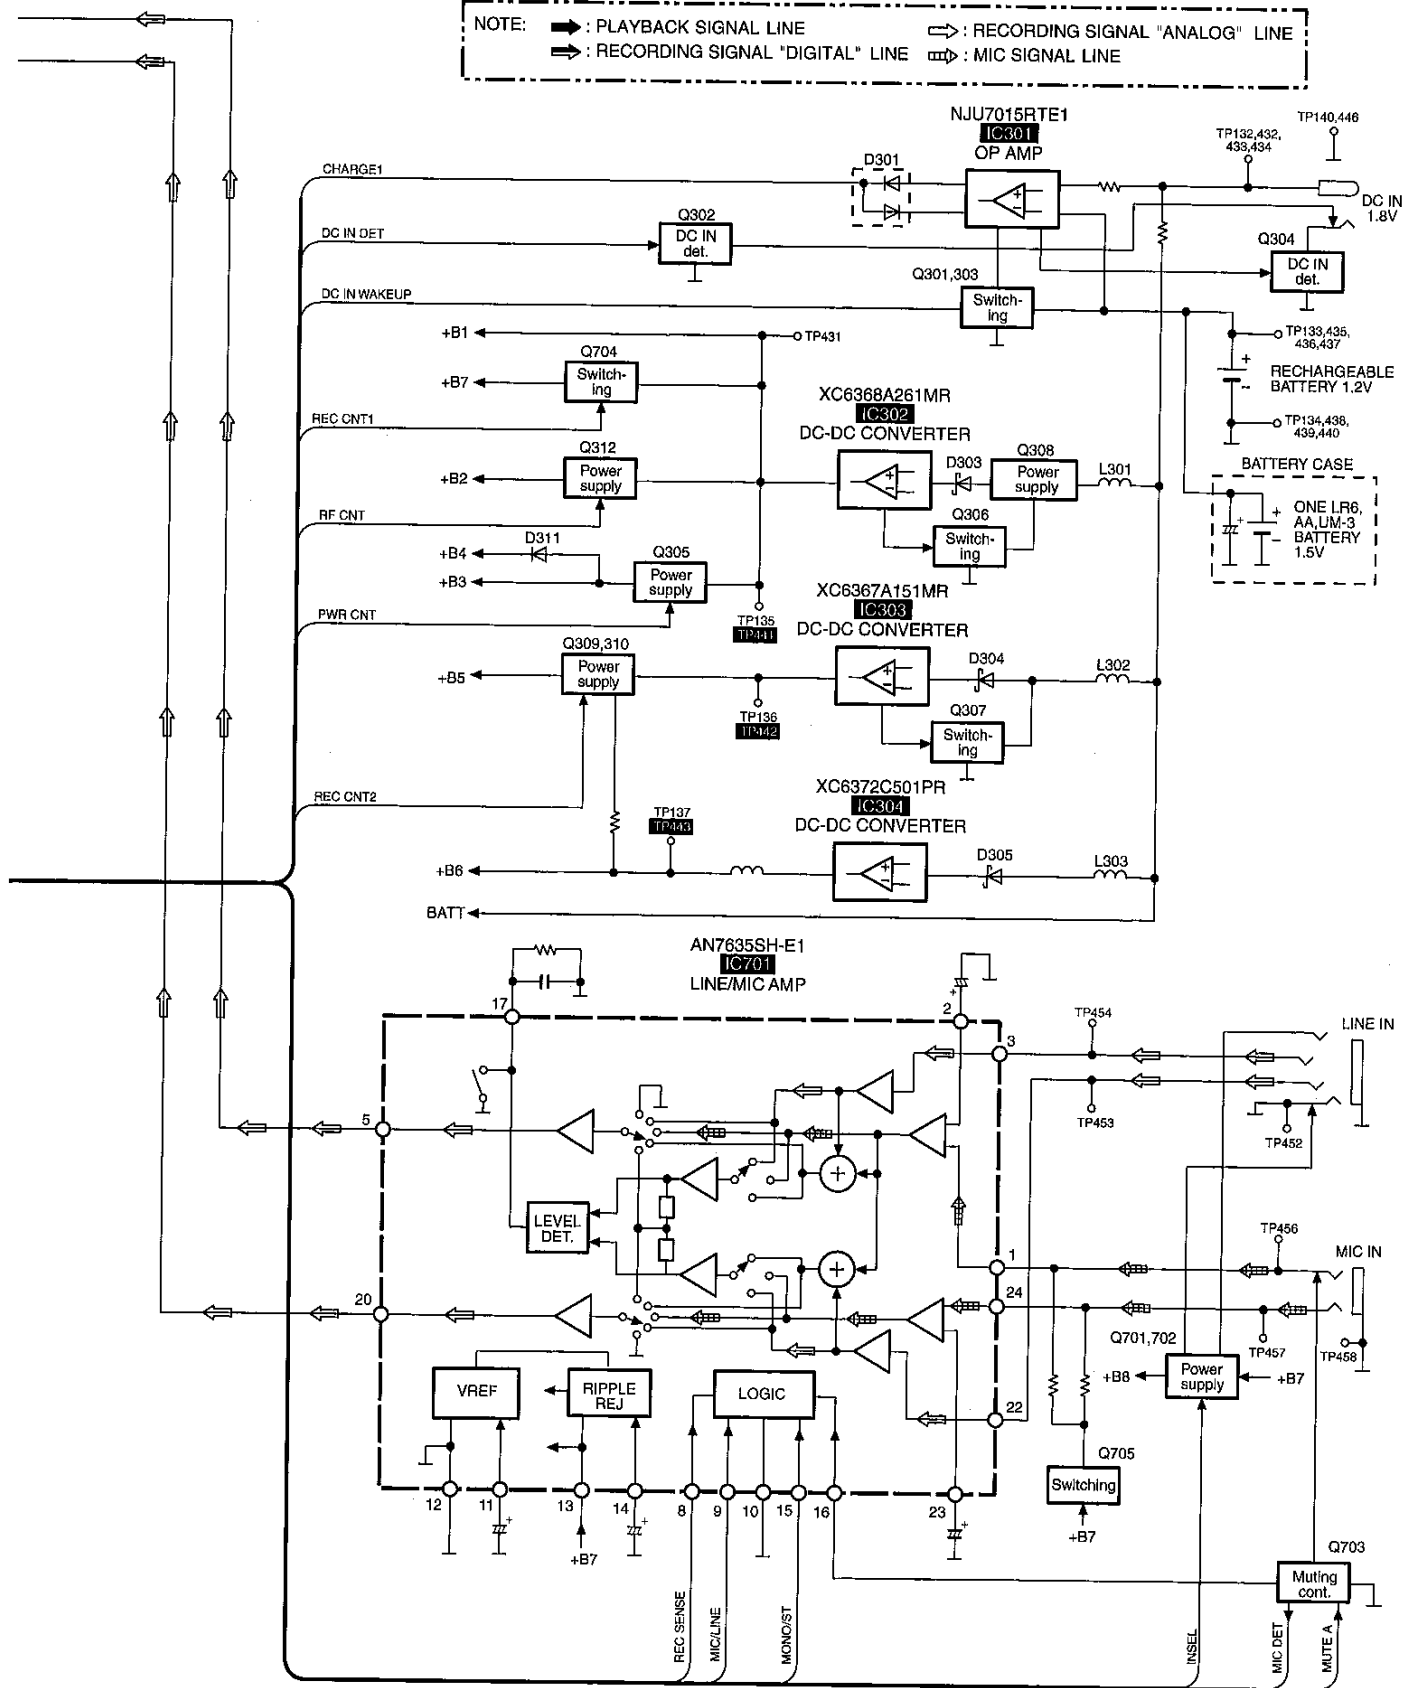 NOTE: : PLAYBACK SIGNAL LINE : RECORDING SIGNAL "ANALOG" LINE
: RECORDING SIGNAL "DIGITAL" LINE : MIC SIGNAL LINE
NJU7015RTE1
IC301
OP AMP
TP140,446
TP132,432,
433,434
DC IN
1.8V
D301
CHARGE1
Q302
DC IN
det.
DC IN DET
Q304
DC IN
det.
Q301,303
Switch-
ing
DC IN WAKEUP
+B1
TP431
TP133,435,
436,437
Q704
Switch-
ing
+B7
+
-
RECHARGEABLE
BATTERY 1.2V
REC CNT1
XC6368A261MR
IC302
DC-DC CONVERTER
TP134,438,
439,440
Q312
Power
supply
+B2
D303
Q308
Power
supply
L301
BATTERY CASE
RF CNT
Q306
Switch-
ing
+
+
-
ONE LR6,
AA,UM-3
BATTERY
1.5V
D311
+B4
+B3
Q305
Power
supply
XC6367A151MR
IC303
DC-DC CONVERTER
PWR CNT
TP135
TP441
Q309,310
Power
supply
+B5
D304
L302
TP136
TP442
Q307
Switch-
ing
XC6372C501PR
IC304
DC-DC CONVERTER
REC CNT2
TP137
TP443
+B6
D305
L303
BATT
AN7635SH-E1
IC701
LINE/MIC AMP
17
2
+
3
TP454
LINE IN
5
TP453
TP452
LEVEL
DET.
+
+
1
TP456
MIC IN
20
24
TP457
TP458
Q701,702
Power
supply
+B8
+B7
VREF
RIPPLE
REJ
LOGIC
22
Q705
Switching
+B7
12
11
13
14
8
9
10
15
16
23
+
+
+
+B7
Q703
Muting
cont.
REC SENSE
MIC/LINE
MONO/ST
INSEL
MIC DET
MUTE A